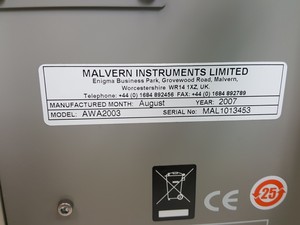 MALVERN INSTRUMENTS LIMITED
Enigma Business Park, Grovewood Road, Malvern,
Worcestershire WR14 1XZ, UK.
Telephone: +44 (0) 1684 892456 FAX: +44 (0) 1684 892789
MANUFACTURED MONTH: August YEAR: 2007
MODEL: AWA2003 SERIAL No: MAL1013453
CE
25